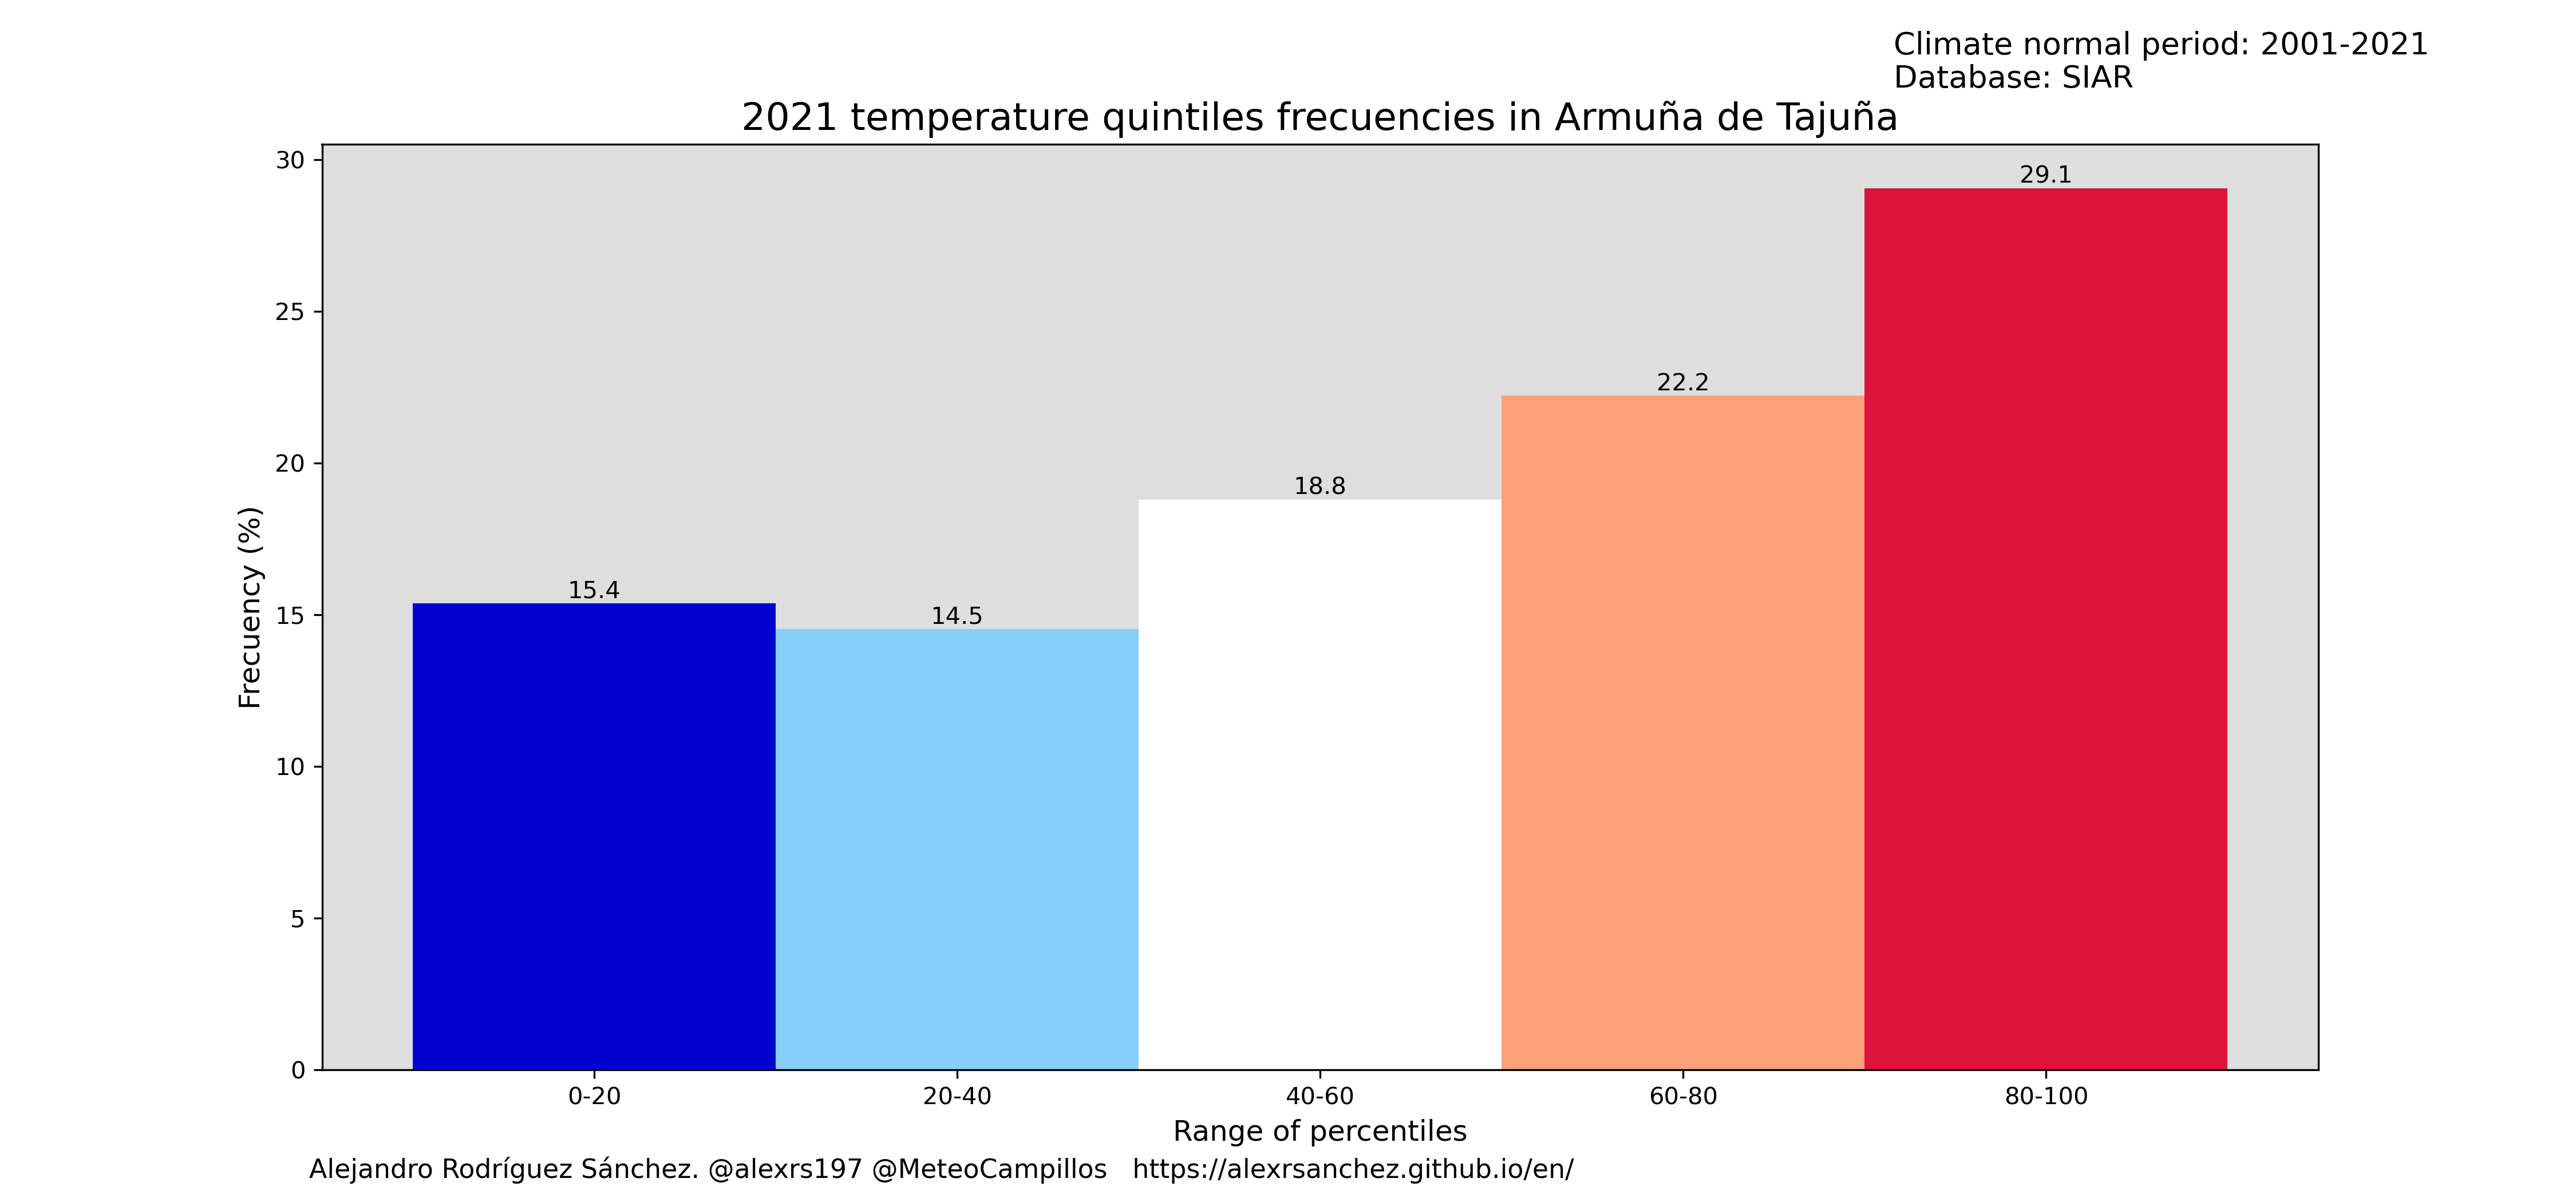 Climate normal period: 2001-2021
Database: SIAR
2021 temperature quintiles frecuencies in Armuña de Tajuña
30
25
20
15
10
5
0
Frecuency (%)
15.4
14.5
18.8
22.2
29.1
0-20
20-40
40-60
60-80
80-100
Range of percentiles
Alejandro Rodríguez Sánchez. @alexrs197 @MeteoCampillos https://alexrsanchez.github.io/en/